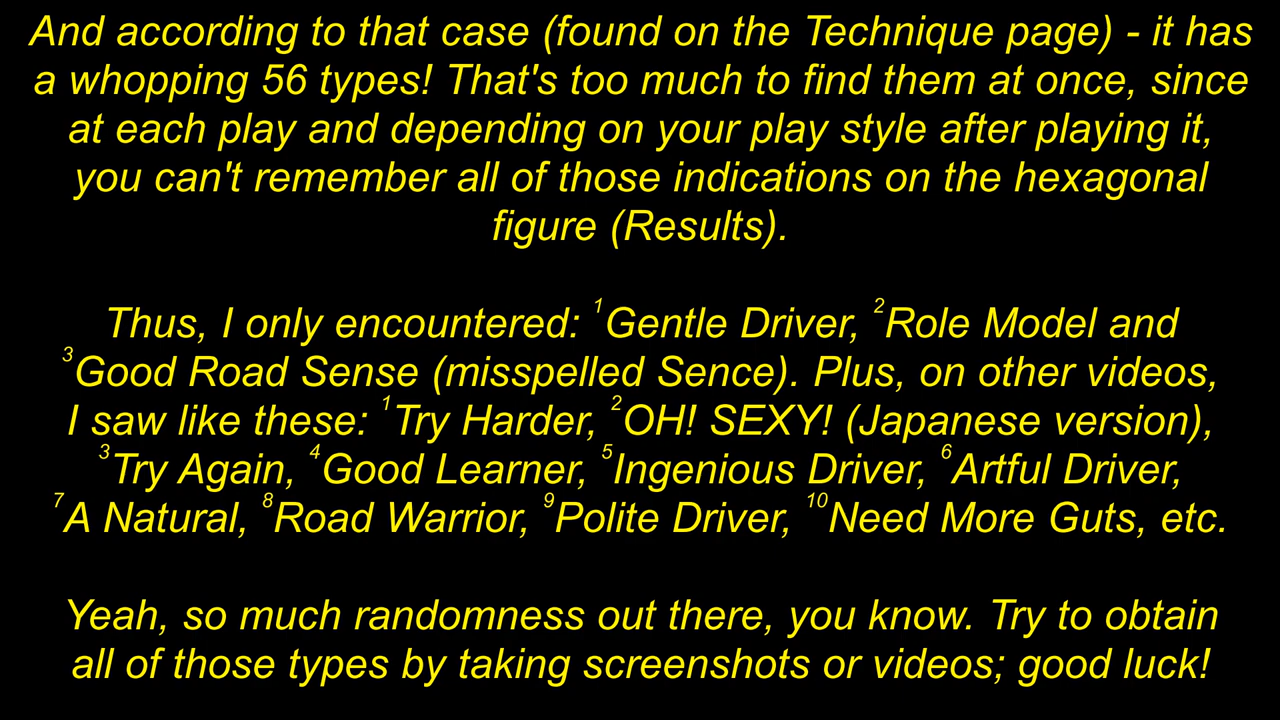 And according to that case (found on the Technique page) - it has
a whopping 56 types! That's too much to find them at once, since
at each play and depending on your play style after playing it,
you can't remember all of those indications on the hexagonal
figure (Results).
Thus, I only encountered: ¹Gentle Driver, ²Role Model and
³Good Road Sense (misspelled Sence). Plus, on other videos,
I saw like these: ¹Try Harder, ²OH! SEXY! (Japanese version),
³Try Again, ⁴Good Learner, ⁵Ingenious Driver, ⁶Artful Driver,
⁷A Natural, ⁸Road Warrior, ⁹Polite Driver, ¹⁰Need More Guts, etc.
Yeah, so much randomness out there, you know. Try to obtain
all of those types by taking screenshots or videos; good luck!